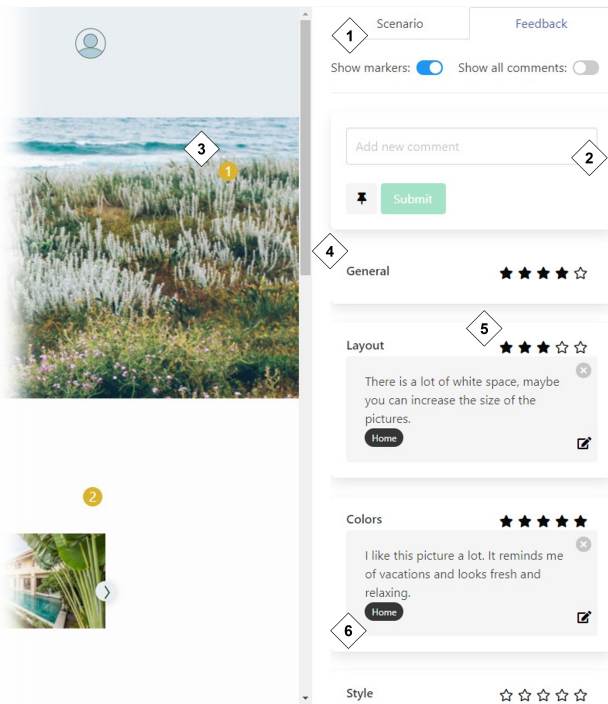 Scenario
Feedback
1
Show markers:
Show all comments:
Add new comment
2
3
1
Submit
4
General
5
Layout
There is a lot of white space, maybe
you can increase the size of the
pictures.
Home
2
Colors
I like this picture a lot. It reminds me
of vacations and looks fresh and
relaxing.
Home
6
Style